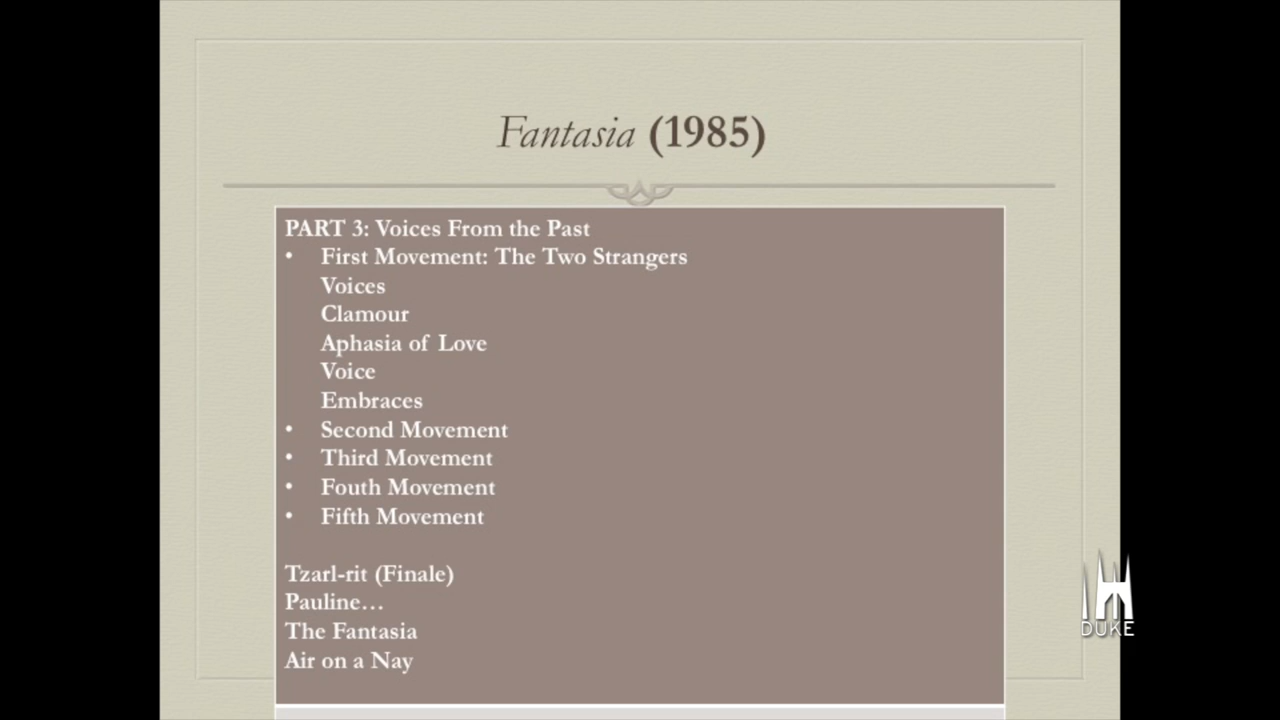 Fantasia (1985)
PART 3: Voices From the Past
• First Movement: The Two Strangers
Voices
Clamour
Aphasia of Love
Voice
Embraces
• Second Movement
• Third Movement
• Fouth Movement
• Fifth Movement
Tzarl-rit (Finale)
Pauline…
The Fantasia
Air on a Nay
DUKE